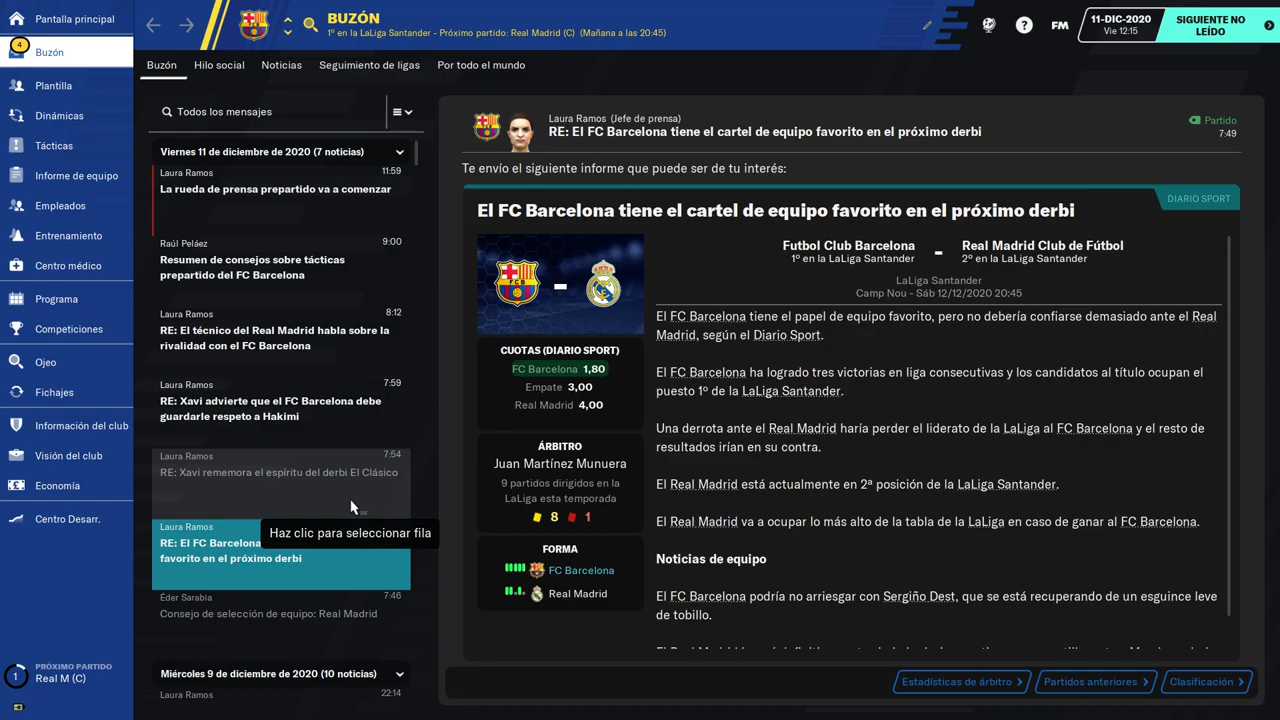 Pantalla principal
4
Buzón
Plantilla
Dinámicas
Tácticas
Informe de equipo
Empleados
Entrenamiento
Centro médico
Programa
Competiciones
Ojeo
Fichajes
Información del club
Visión del club
Economía
Centro Desarr.
1
PRÓXIMO PARTIDO
Real M (C)
BUZÓN
1º en la LaLiga Santander - Próximo partido: Real Madrid (C) (Mañana a las 20:45)
FM
11-DIC-2020
Vie 12:15
SIGUIENTE NO LEÍDO
Buzón
Hilo social
Noticias
Seguimiento de ligas
Por todo el mundo
Todos los mensajes
Viernes 11 de diciembre de 2020 (7 noticias)
Laura Ramos 11:59
La rueda de prensa prepartido va a comenzar
Raúl Peláez 9:00
Resumen de consejos sobre tácticas
prepartido del FC Barcelona
Laura Ramos 8:12
RE: El técnico del Real Madrid habla sobre la
rivalidad con el FC Barcelona
Laura Ramos 7:59
RE: Xavi advierte que el FC Barcelona debe
guardarle respeto a Hakimi
Laura Ramos 7:54
RE: Xavi rememora el espíritu del derbi El Clásico
Haz clic para seleccionar fila
Laura Ramos
RE: El FC Barcelona
favorito en el próximo derbi
Éder Sarabia 7:46
Consejo de selección de equipo: Real Madrid
Miércoles 9 de diciembre de 2020 (10 noticias)
Laura Ramos 22:14
Laura Ramos (Jefe de prensa)
RE: El FC Barcelona tiene el cartel de equipo favorito en el próximo derbi
Partido
7:49
Te envío el siguiente informe que puede ser de tu interés:
DIARIO SPORT
El FC Barcelona tiene el cartel de equipo favorito en el próximo derbi
FCB
CUOTAS (DIARIO SPORT)
FC Barcelona 1,80
Empate 3,00
Real Madrid 4,00
ÁRBITRO
Juan Martínez Munuera
9 partidos dirigidos en la
LaLiga esta temporada
8 1
FORMA
FC Barcelona
Real Madrid
Futbol Club Barcelona - Real Madrid Club de Fútbol
1º en la LaLiga Santander 2º en la LaLiga Santander
LaLiga Santander
Camp Nou - Sáb 12/12/2020 20:45
El FC Barcelona tiene el papel de equipo favorito, pero no debería confiarse demasiado ante el Real
Madrid, según el Diario Sport.
El FC Barcelona ha logrado tres victorias en liga consecutivas y los candidatos al título ocupan el
puesto 1º de la LaLiga Santander.
Una derrota ante el Real Madrid haría perder el liderato de la LaLiga al FC Barcelona y el resto de
resultados irían en su contra.
El Real Madrid está actualmente en 2ª posición de la LaLiga Santander.
El Real Madrid va a ocupar lo más alto de la tabla de la LaLiga en caso de ganar al FC Barcelona.
Noticias de equipo
El FC Barcelona podría no arriesgar con Sergiño Dest, que se está recuperando de un esguince leve
de tobillo.
Estadísticas de árbitro
Partidos anteriores
Clasificación